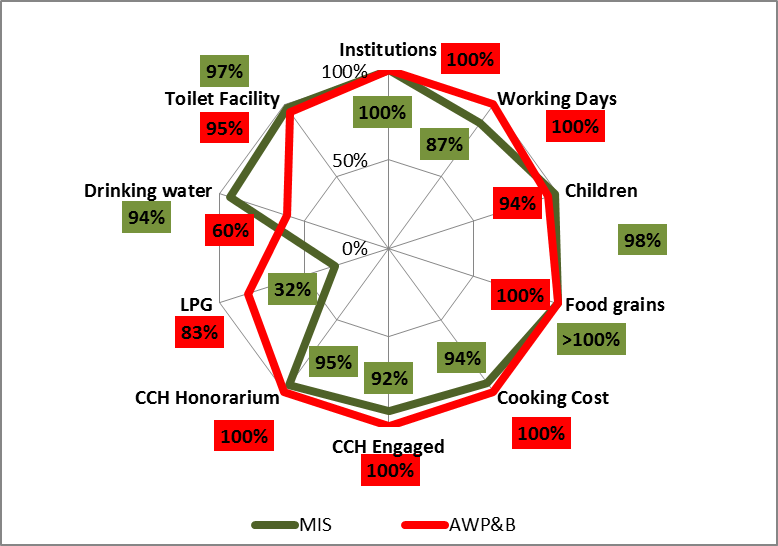 Institutions
100%
97%
100%
Toilet Facility
Working Days
100%
95%
100%
87%
50%
Drinking water
Children
94%
94%
60%
98%
0%
32%
100%
LPG
Food grains
83%
>100%
95%
92%
94%
CCH Honorarium
Cooking Cost
100%
100%
CCH Engaged
100%
MIS
AWP&B